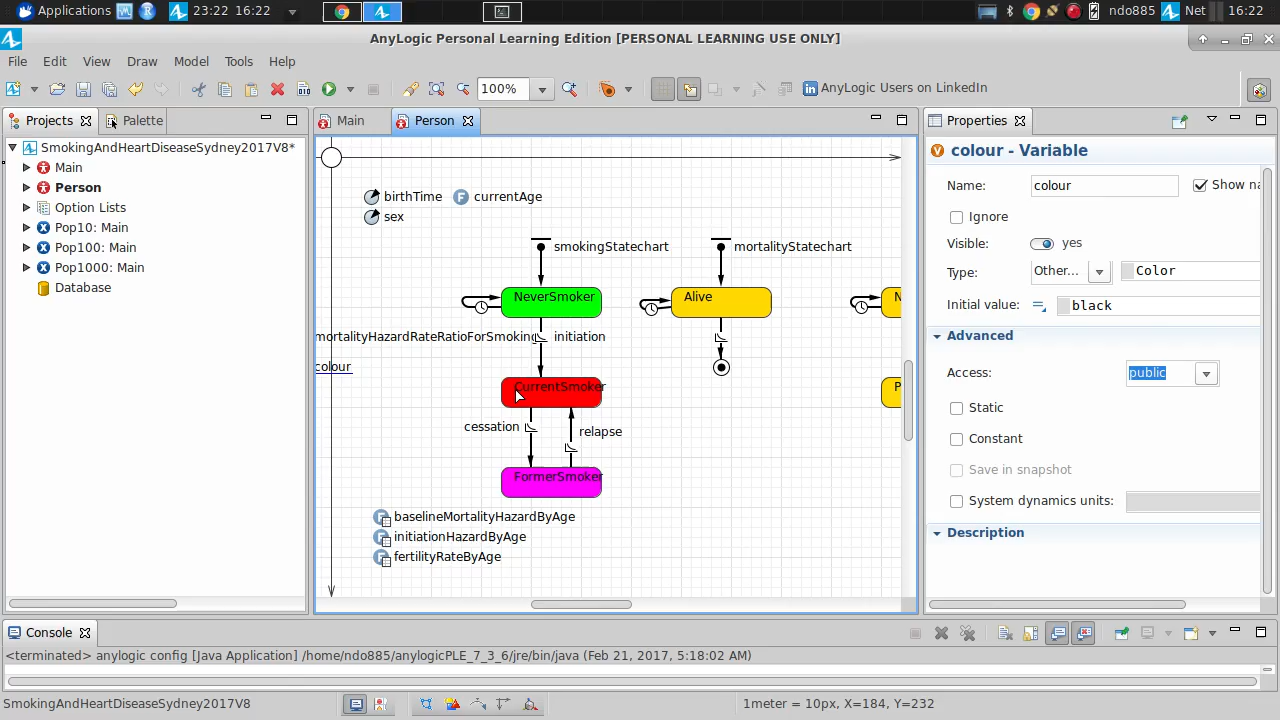 Applications 23:22 16:22 ndo885 Net 16:22
AnyLogic Personal Learning Edition [PERSONAL LEARNING USE ONLY]
File Edit View Draw Model Tools Help
100% AnyLogic Users on LinkedIn
Projects Palette
SmokingAndHeartDiseaseSydney2017V8*
Main
Person
Option Lists
Pop10: Main
Pop100: Main
Pop1000: Main
Database
Main Person
birthTime currentAge
sex
smokingStatechart mortalityStatechart
NeverSmoker Alive N
mortalityHazardRateRatioForSmoking initiation
colour
CurrentSmoker P
cessation relapse
FormerSmoker
baselineMortalityHazardByAge
initiationHazardByAge
fertilityRateByAge
Properties
colour - Variable
Name: colour Show na
Ignore
Visible: yes
Type: Other... Color
Initial value: black
Advanced
Access: public
Static
Constant
Save in snapshot
System dynamics units:
Description
Console
<terminated> anylogic config [Java Application] /home/ndo885/anylogicPLE_7_3_6/jre/bin/java (Feb 21, 2017, 5:18:02 AM)
SmokingAndHeartDiseaseSydney2017V8 1meter = 10px, X=184, Y=232